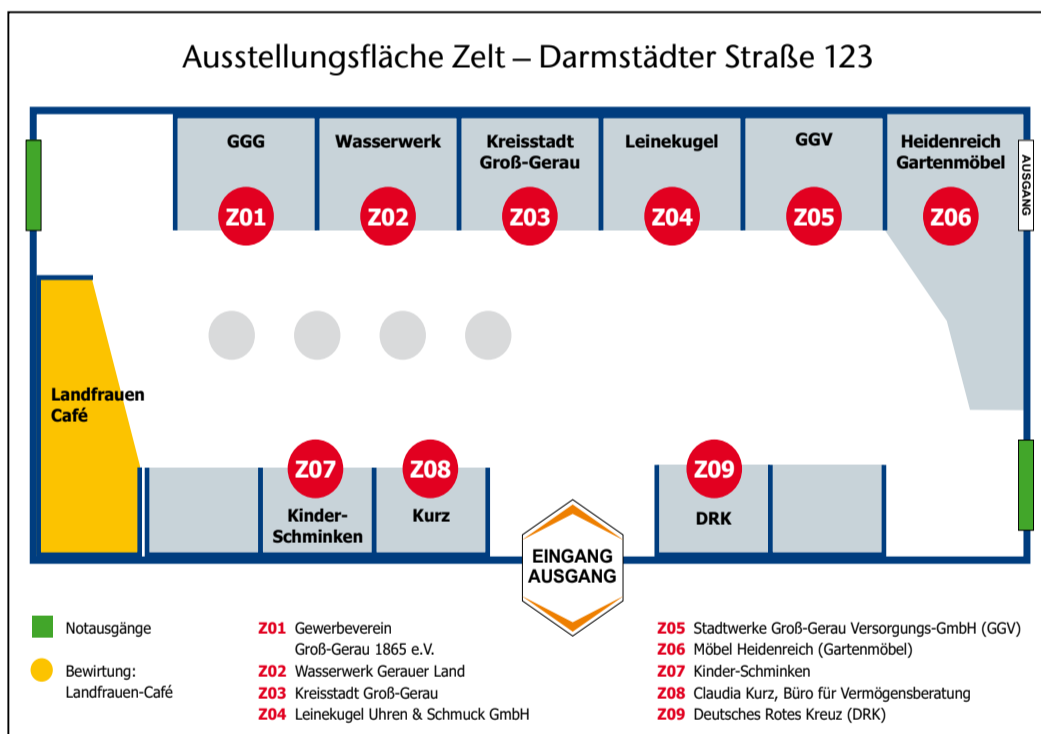 Ausstellungsfläche Zelt – Darmstädter Straße 123
GGG
Wasserwerk
Kreisstadt
Groß-Gerau
Leinekugel
GGV
Heidenreich
Gartenmöbel
AUSGANG
Z01
Z02
Z03
Z04
Z05
Z06
Landfrauen
Café
Z07
Kinder-
Schminken
Z08
Kurz
Z09
DRK
EINGANG
AUSGANG
Notausgänge
Bewirtung:
Landfrauen-Café
Z01 Gewerbeverein
Groß-Gerau 1865 e.V.
Z02 Wasserwerk Gerauer Land
Z03 Kreisstadt Groß-Gerau
Z04 Leinekugel Uhren & Schmuck GmbH
Z05 Stadtwerke Groß-Gerau Versorgungs-GmbH (GGV)
Z06 Möbel Heidenreich (Gartenmöbel)
Z07 Kinder-Schminken
Z08 Claudia Kurz, Büro für Vermögensberatung
Z09 Deutsches Rotes Kreuz (DRK)